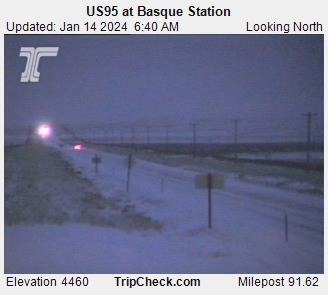 US95 at Basque Station
Updated: Jan 14 2024 6:40 AM Looking North
Elevation 4460 TripCheck.com Milepost 91.62